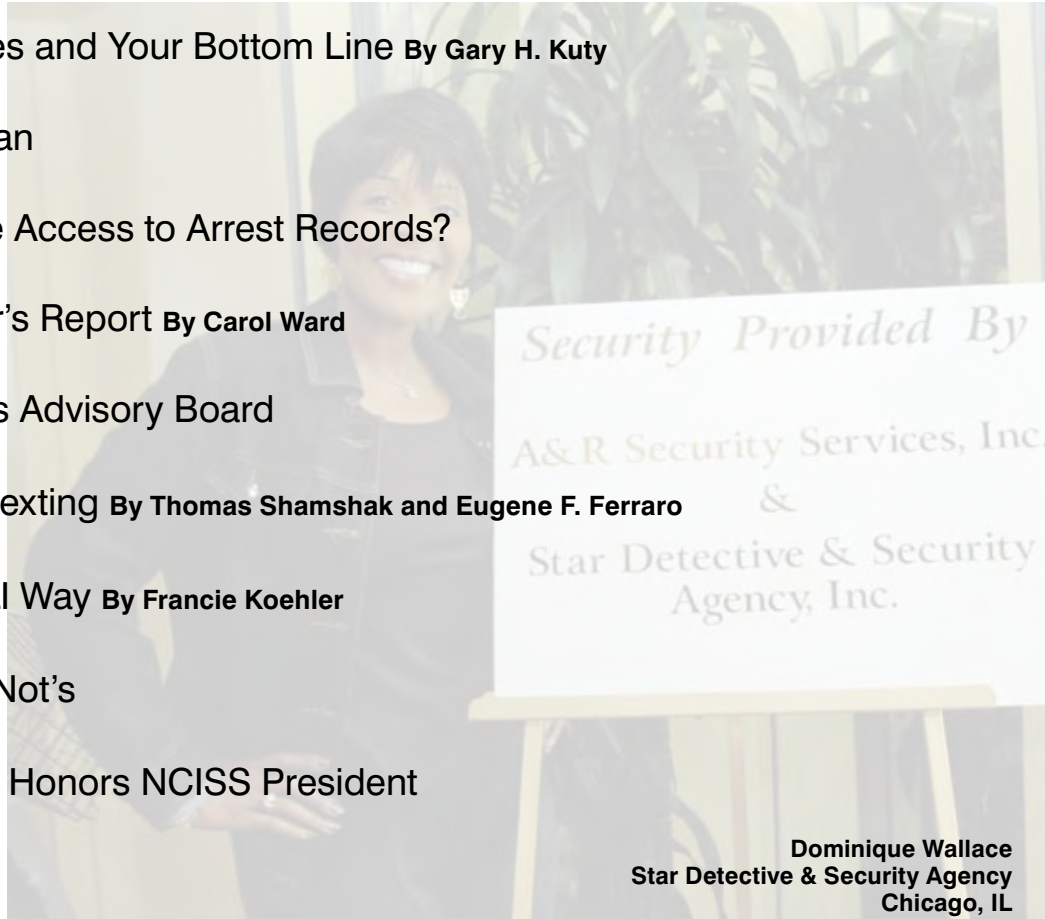 es and Your Bottom Line By Gary H. Kuty
an
e Access to Arrest Records?
r's Report By Carol Ward
s Advisory Board
exting By Thomas Shamshak and Eugene F. Ferraro
l Way By Francie Koehler
Not's
Honors NCISS President
Security Provided By
A&R Security Services, Inc.
&
Star Detective & Security
Agency, Inc.
Dominique Wallace
Star Detective & Security Agency
Chicago, IL